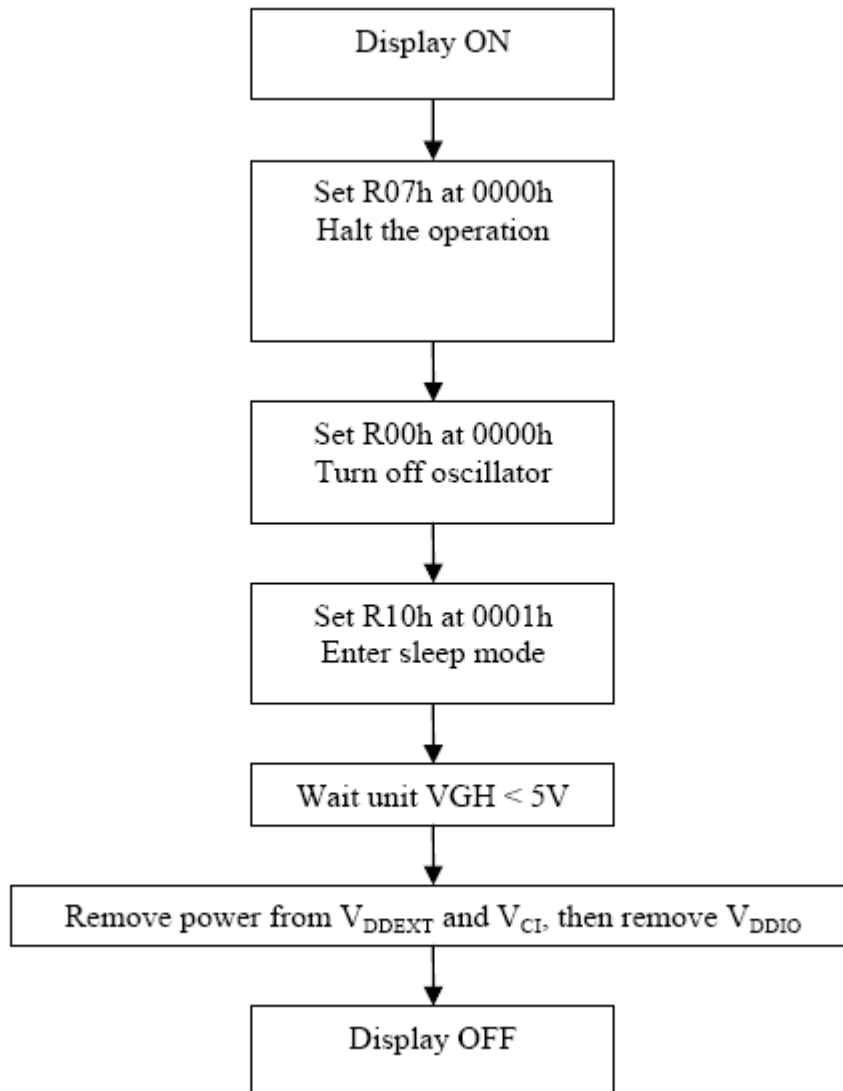 Display ON
Set R07h at 0000h
Halt the operation
Set R00h at 0000h
Turn off oscillator
Set R10h at 0001h
Enter sleep mode
Wait unit VGH < 5V
Remove power from VDDEXT and VCI, then remove VDDIO
Display OFF